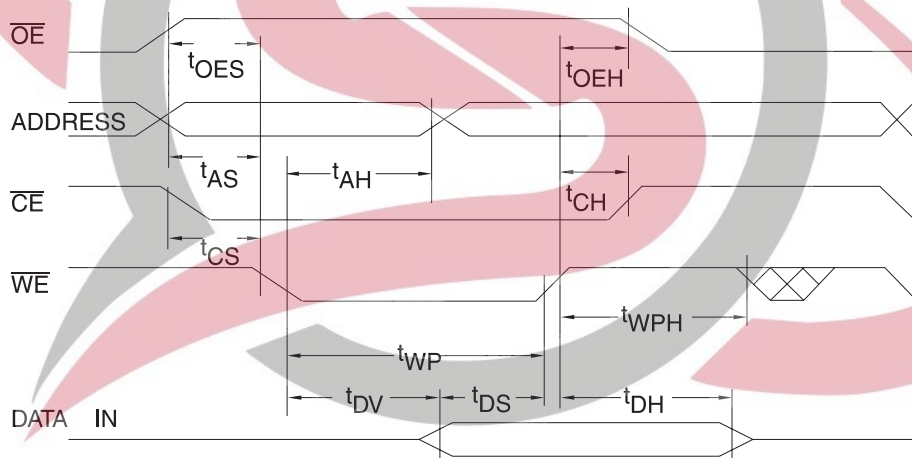 OE
tOES
tOEH
ADDRESS
tAS
tAH
tCH
CE
tCS
WE
tWPH
tWP
tDV
tDS
tDH
DATA IN